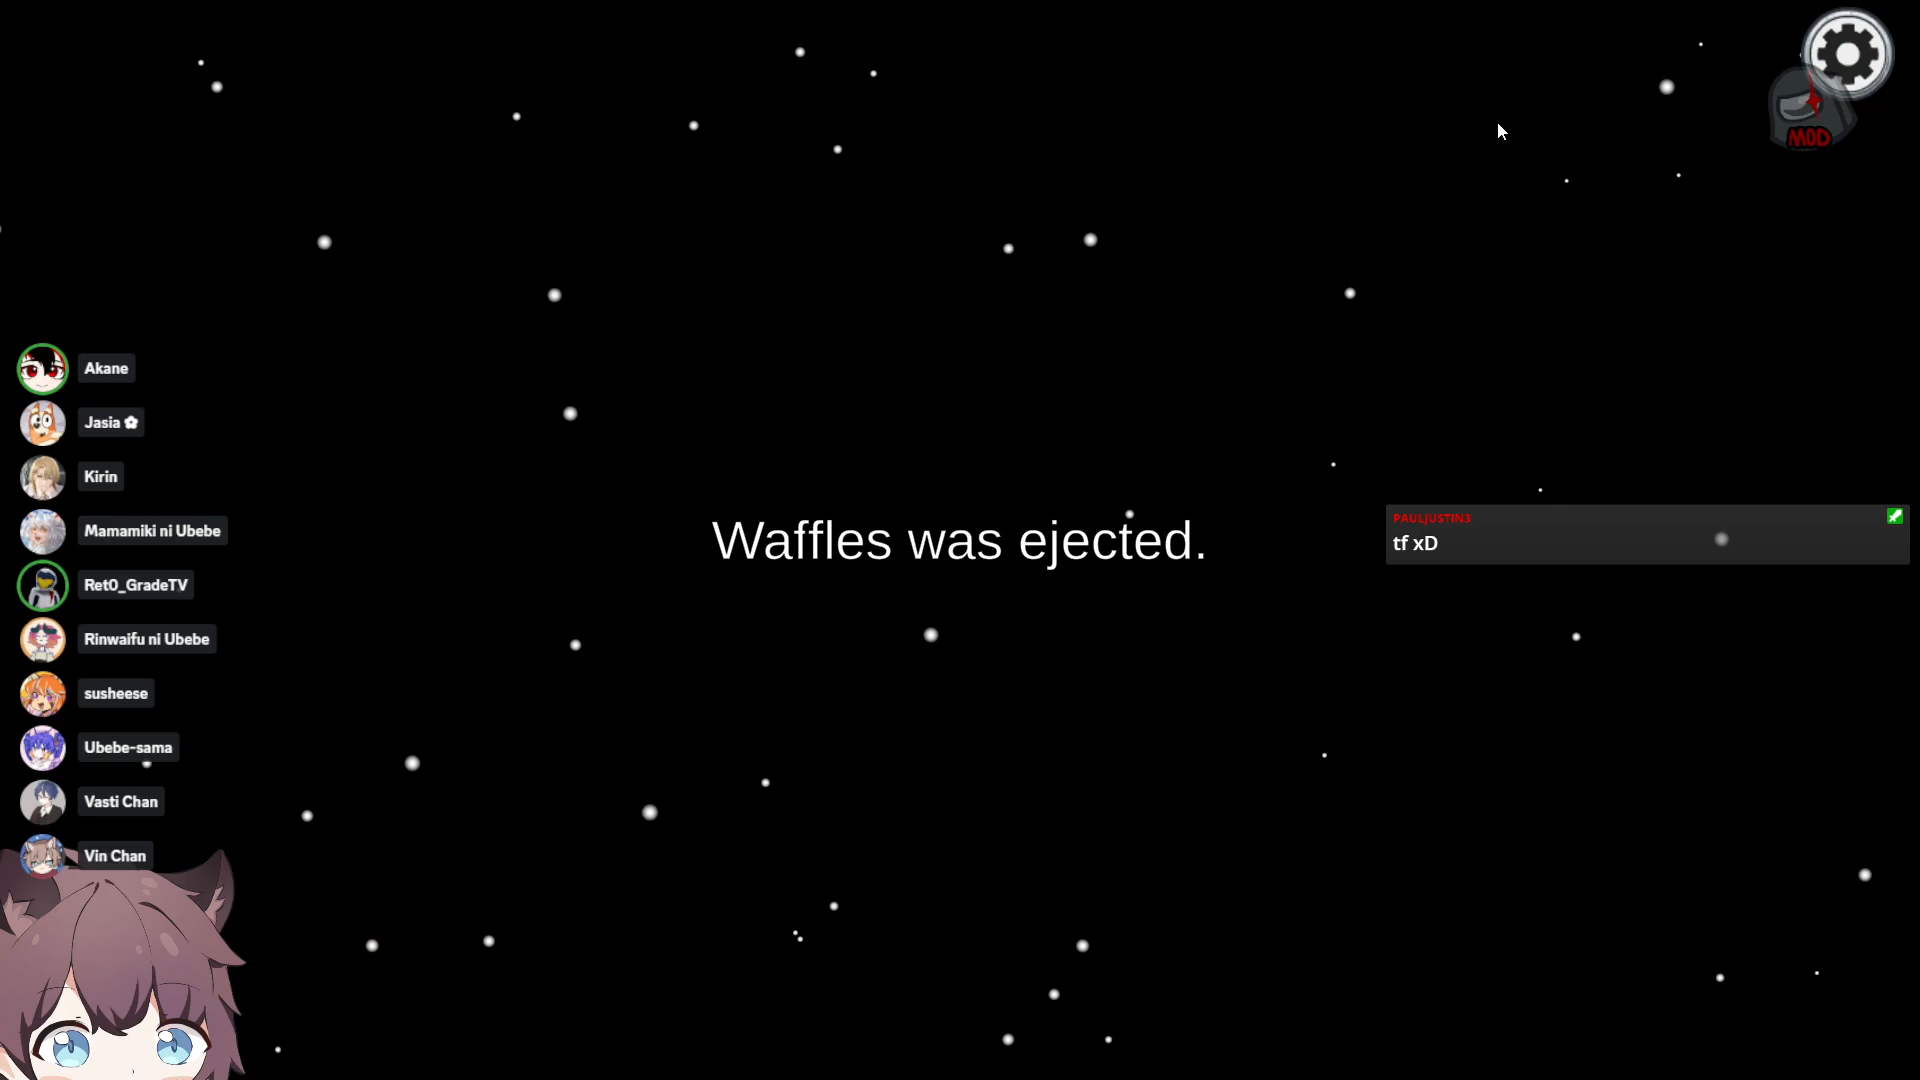 MOD
Akane
Jasia ✿
Kirin
Mamamiki ni Ubebe
Waffles was ejected.
PAULJUSTIN3
tf xD
Ret0_GradeTV
Rinwaifu ni Ubebe
susheese
Ubebe-sama
Vasti Chan
Vin Chan